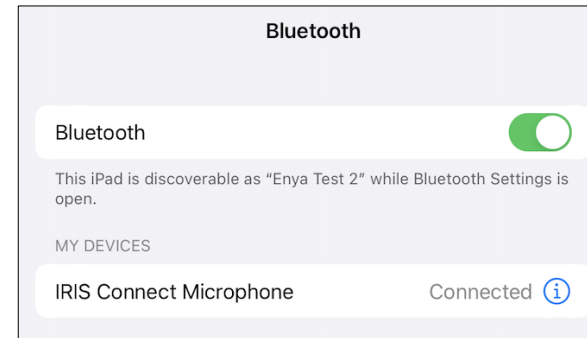 Bluetooth
Bluetooth
This iPad is discoverable as “Enya Test 2” while Bluetooth Settings is
open.
MY DEVICES
IRIS Connect Microphone Connected